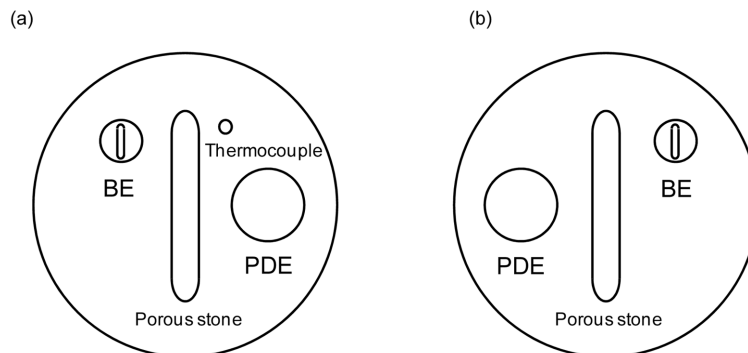 (a)
(b)
Thermocouple
BE
BE
PDE
PDE
Porous stone
Porous stone